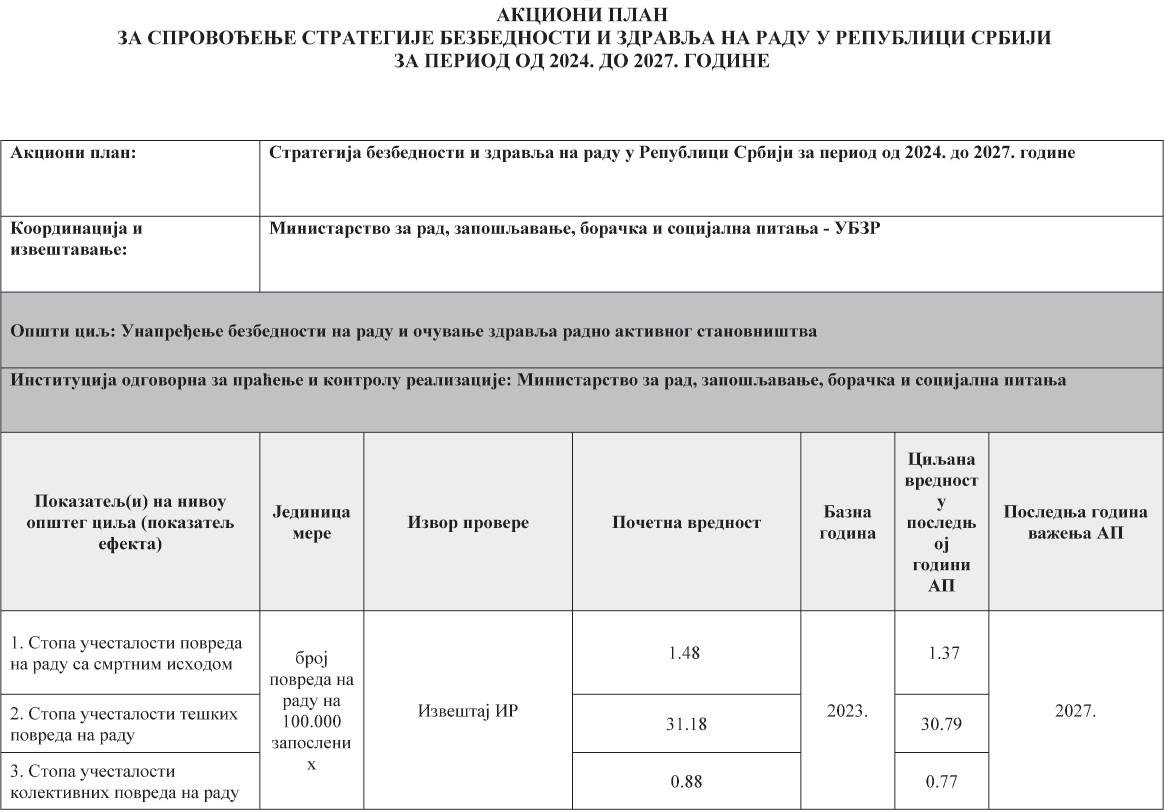 АКЦИОНИ ПЛАН
ЗА СПРОВОЂЕЊЕ СТРАТЕГИЈЕ БЕЗБЕДНОСТИ И ЗДРАВЉА НА РАДУ У РЕПУБЛИЦИ СРБИЈИ
ЗА ПЕРИОД ОД 2024. ДО 2027. ГОДИНЕ
Акциони план:
Стратегија безбедности и здравља на раду у Републици Србији за период од 2024. до 2027. године
Координација и
извештавање:
Министарство за рад, запошљавање, борачка и социјална питања - УБЗР
Општи циљ: Унапређење безбедности на раду и очување здравља радно активног становништва
Институција одговорна за праћење и контролу реализације: Министарство за рад, запошљавање, борачка и социјална питања
Показатељ(и) на нивоу
општег циља (показатељ
ефекта)
Јединица
мере
Извор провере
Почетна вредност
Базна
година
Циљана
вредност
у
последњ
ој
години
АП
Последња година
важења АП
1. Стопа учесталости повреда
на раду са смртним исходом
број
повреда на
раду на
100.000
запослени
х
Извештај ИР
1.48
2023.
1.37
2027.
2. Стопа учесталости тешких
повреда на раду
31.18
30.79
3. Стопа учесталости
колективних повреда на раду
0.88
0.77